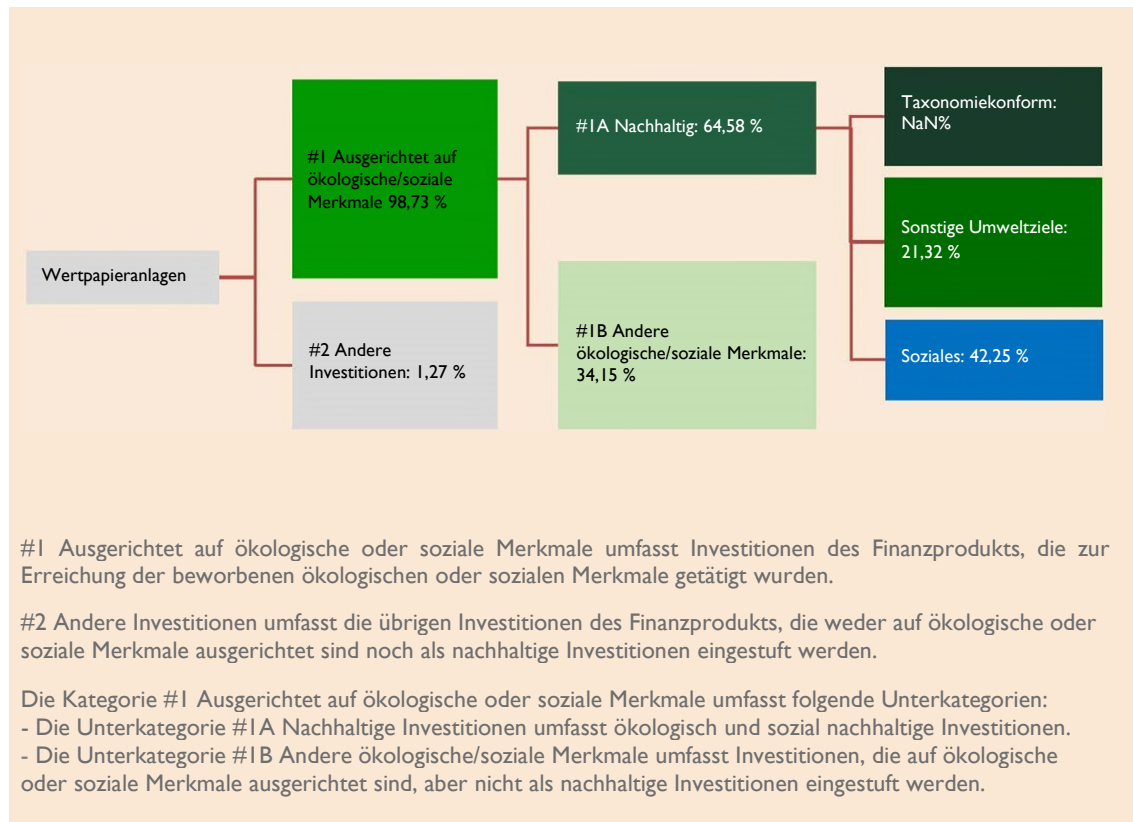 Wertpapieranlagen
#1 Ausgerichtet auf
ökologische/soziale
Merkmale 98,73 %
#2 Andere
Investitionen: 1,27 %
#1A Nachhaltig: 64,58 %
#1B Andere
ökologische/soziale Merkmale:
34,15 %
Taxonomiekonform:
NaN%
Sonstige Umweltziele:
21,32 %
Soziales: 42,25 %
#1 Ausgerichtet auf ökologische oder soziale Merkmale umfasst Investitionen des Finanzprodukts, die zur
Erreichung der beworbenen ökologischen oder sozialen Merkmale getätigt wurden.
#2 Andere Investitionen umfasst die übrigen Investitionen des Finanzprodukts, die weder auf ökologische oder
soziale Merkmale ausgerichtet sind noch als nachhaltige Investitionen eingestuft werden.
Die Kategorie #1 Ausgerichtet auf ökologische oder soziale Merkmale umfasst folgende Unterkategorien:
- Die Unterkategorie #1A Nachhaltige Investitionen umfasst ökologisch und sozial nachhaltige Investitionen.
- Die Unterkategorie #1B Andere ökologische/soziale Merkmale umfasst Investitionen, die auf ökologische
oder soziale Merkmale ausgerichtet sind, aber nicht als nachhaltige Investitionen eingestuft werden.